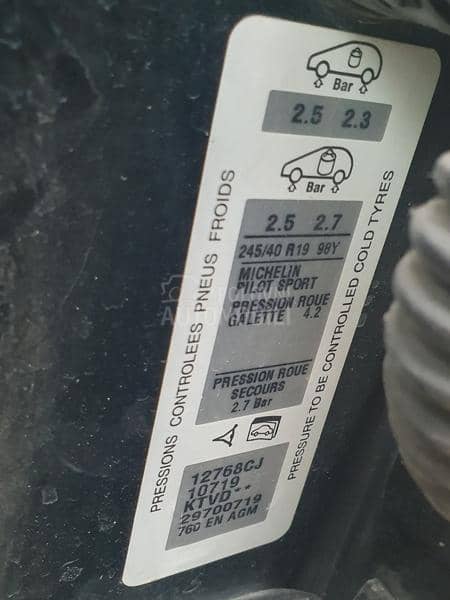 Bar
2.5 2.3
Bar
2.5 2.7
245/40 R19 98Y
MICHELIN
PILOT SPORT
PRESSION ROUE
GALETTE 4.2
PRESSION ROUE
SECOURS
2.7 Bar
12768CJ
10719
KTVD**
29700719
760 EN AGM
PRESSIONS CONTROLEES PNEUS FROIDS
PRESSURE TO BE CONTROLLED COLD TYRES